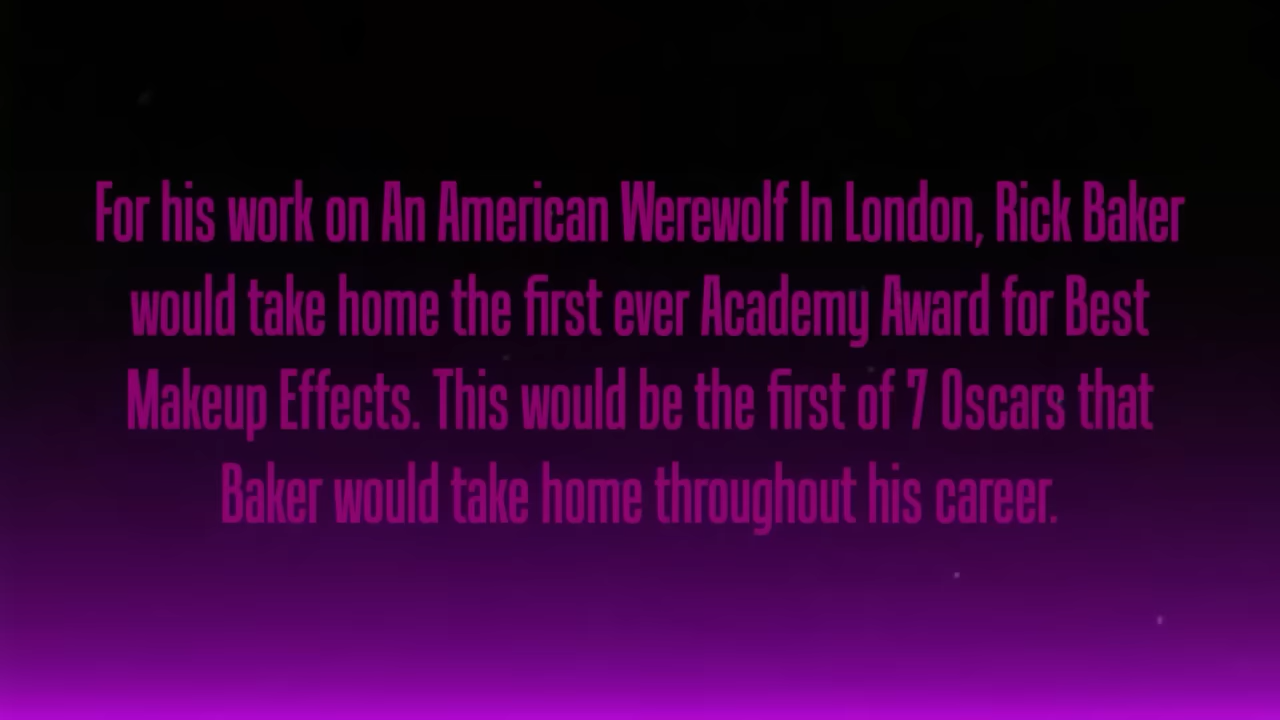 For his work on An American Werewolf In London, Rick Baker
would take home the first ever Academy Award for Best
Makeup Effects. This would be the first of 7 Oscars that
Baker would take home throughout his career.